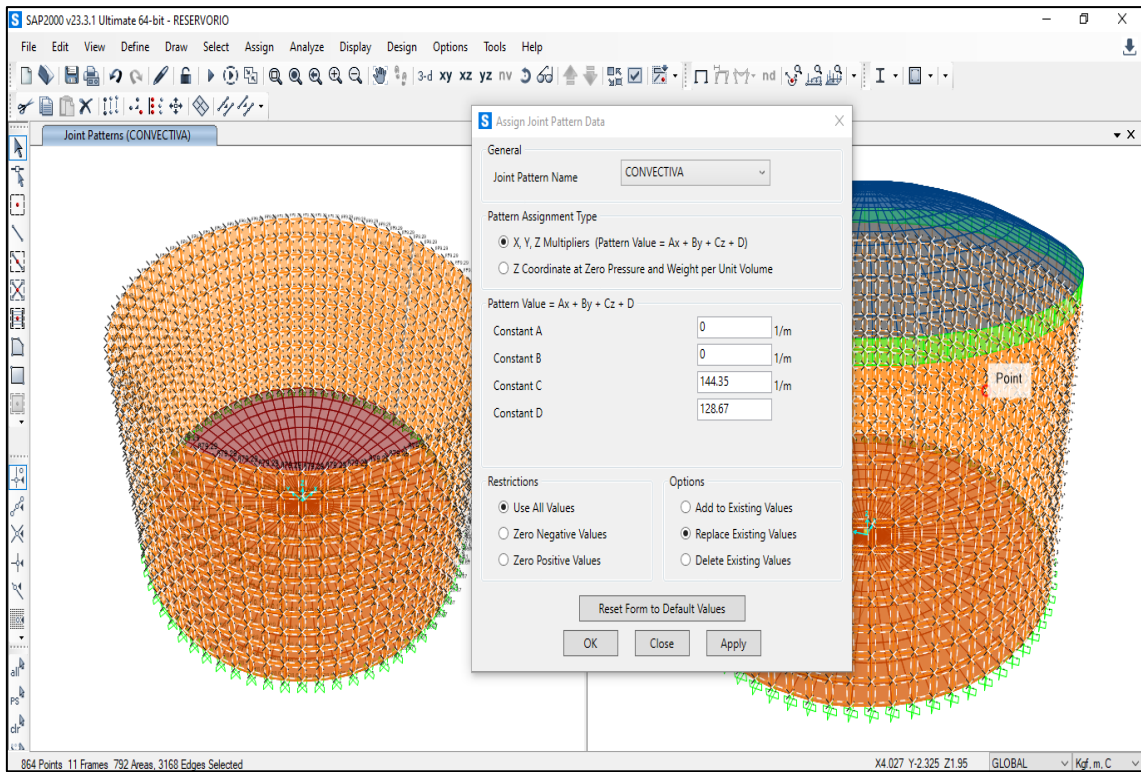 SAP2000 v23.3.1 Ultimate 64-bit - RESERVORIO
File Edit View Define Draw Select Assign Analyze Display Design Options Tools Help
3-d xy xz yz nv nd
Joint Patterns (CONVECTIVA)
Assign Joint Pattern Data
General
Joint Pattern Name CONVECTIVA
Pattern Assignment Type
X, Y, Z Multipliers (Pattern Value = Ax + By + Cz + D)
Z Coordinate at Zero Pressure and Weight per Unit Volume
Pattern Value = Ax + By + Cz + D
Constant A 0 1/m
Constant B 0 1/m
Constant C 144.35 1/m
Constant D 128.67
Restrictions
Use All Values
Zero Negative Values
Zero Positive Values
Options
Add to Existing Values
Replace Existing Values
Delete Existing Values
Reset Form to Default Values
OK Close Apply
Point
all
PS
clr
864 Points 11 Frames 792 Areas, 3168 Edges Selected
X4.027 Y-2.325 Z1.95 GLOBAL Kgf, m, C